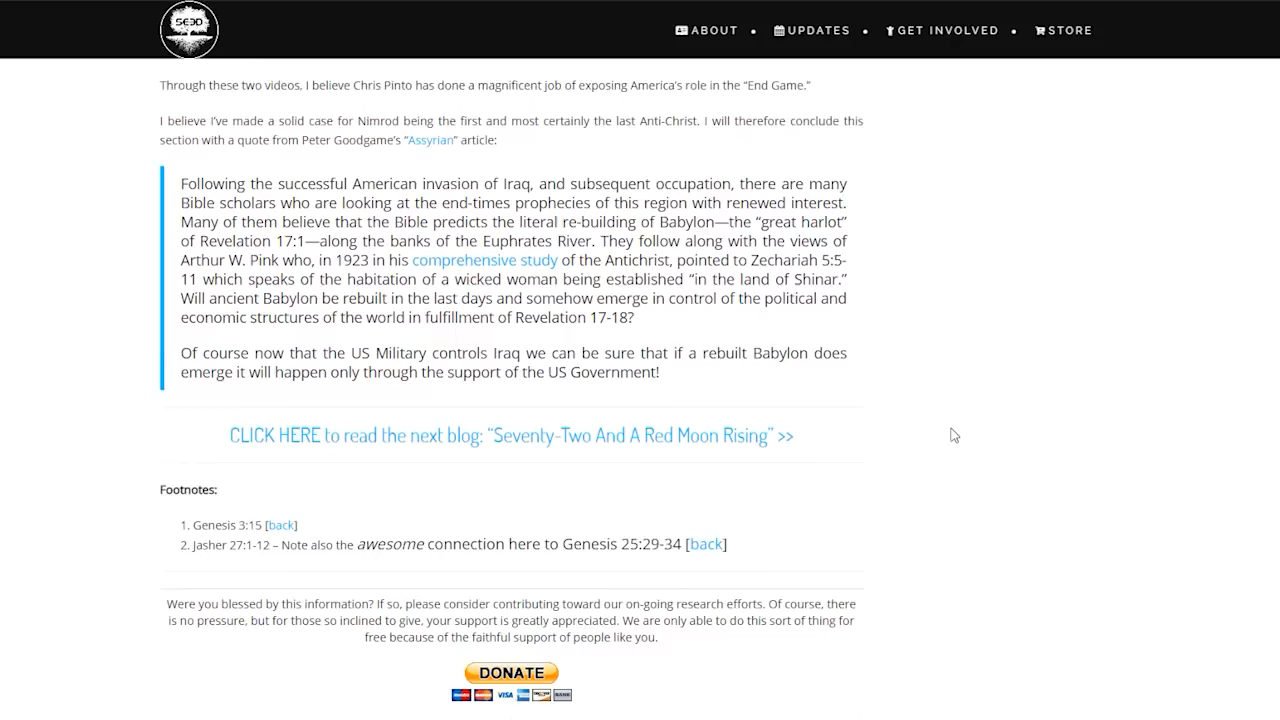 SEED
ABOUT • UPDATES • GET INVOLVED • STORE
Through these two videos, I believe Chris Pinto has done a magnificent job of exposing America's role in the “End Game.”
I believe I've made a solid case for Nimrod being the first and most certainly the last Anti-Christ. I will therefore conclude this
section with a quote from Peter Goodgame's “Assyrian” article:
Following the successful American invasion of Iraq, and subsequent occupation, there are many
Bible scholars who are looking at the end-times prophecies of this region with renewed interest.
Many of them believe that the Bible predicts the literal re-building of Babylon—the “great harlot”
of Revelation 17:1—along the banks of the Euphrates River. They follow along with the views of
Arthur W. Pink who, in 1923 in his comprehensive study of the Antichrist, pointed to Zechariah 5:5-
11 which speaks of the habitation of a wicked woman being established “in the land of Shinar.”
Will ancient Babylon be rebuilt in the last days and somehow emerge in control of the political and
economic structures of the world in fulfillment of Revelation 17-18?
Of course now that the US Military controls Iraq we can be sure that if a rebuilt Babylon does
emerge it will happen only through the support of the US Government!
CLICK HERE to read the next blog: “Seventy-Two And A Red Moon Rising” >>
Footnotes:
1. Genesis 3:15 [back]
2. Jasher 27:1-12 – Note also the awesome connection here to Genesis 25:29-34 [back]
Were you blessed by this information? If so, please consider contributing toward our on-going research efforts. Of course, there
is no pressure, but for those so inclined to give, your support is greatly appreciated. We are only able to do this sort of thing for
free because of the faithful support of people like you.
DONATE
VISA BANK